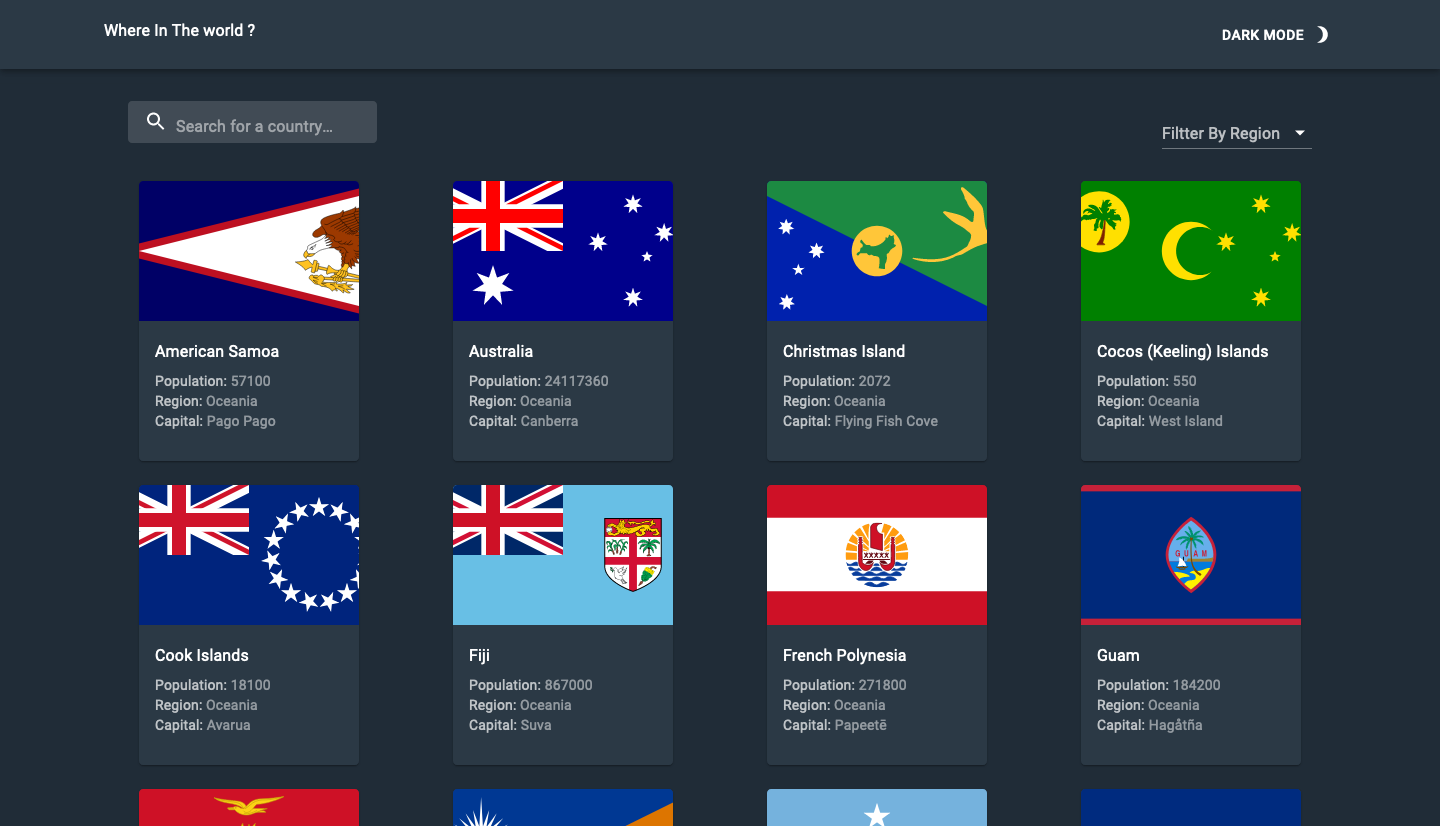 Where In The world ?
DARK MODE
Search for a country…
Filtter By Region
American Samoa
Population: 57100
Region: Oceania
Capital: Pago Pago
Australia
Population: 24117360
Region: Oceania
Capital: Canberra
Christmas Island
Population: 2072
Region: Oceania
Capital: Flying Fish Cove
Cocos (Keeling) Islands
Population: 550
Region: Oceania
Capital: West Island
Cook Islands
Population: 18100
Region: Oceania
Capital: Avarua
Fiji
Population: 867000
Region: Oceania
Capital: Suva
French Polynesia
Population: 271800
Region: Oceania
Capital: Papeetē
GUAM
Guam
Population: 184200
Region: Oceania
Capital: Hagåtña